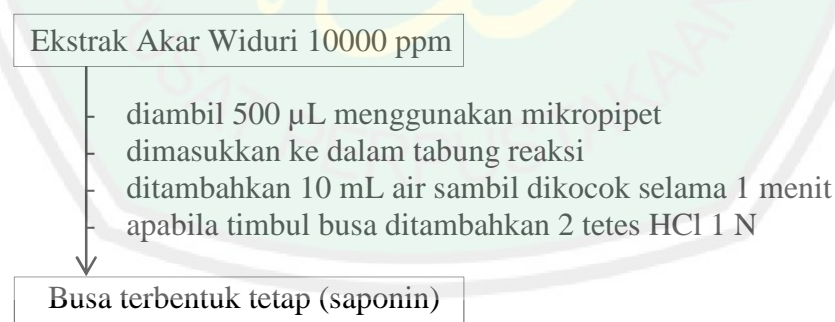 Ekstrak Akar Widuri 10000 ppm
- diambil 500 µL menggunakan mikropipet
- dimasukkan ke dalam tabung reaksi
- ditambahkan 10 mL air sambil dikocok selama 1 menit
- apabila timbul busa ditambahkan 2 tetes HCl 1 N
Busa terbentuk tetap (saponin)